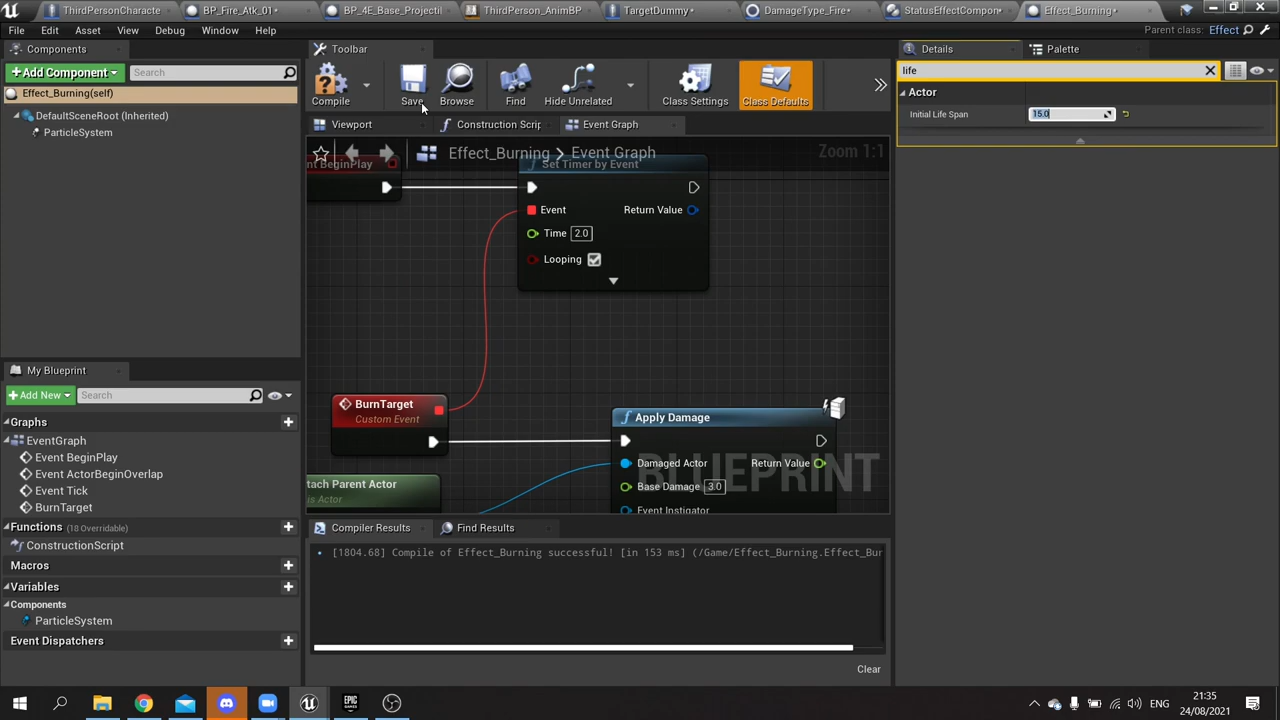 ThirdPersonCharacte
BP_Fire_Atk_01*
BP_4E_Base_Projectil
ThirdPerson_AnimBP
TargetDummy*
DamageType_Fire*
StatusEffectCompon*
Effect_Burning*
File Edit Asset View Debug Window Help
Parent class: Effect
Components
+Add Component
Search
Effect_Burning(self)
DefaultSceneRoot (Inherited)
ParticleSystem
Toolbar
Compile
Save
Browse
Find
Hide Unrelated
Class Settings
Class Defaults
Viewport
Construction Scrip
Event Graph
Effect_Burning > Event Graph
Zoom 1:1
nt BeginPlay
Set Timer by Event
Event
Return Value
Time 2.0
Looping
BurnTarget
Custom Event
Apply Damage
Damaged Actor
Return Value
Base Damage 3.0
Event Instigator
tach Parent Actor
is Actor
BLUEPRINT
Details
Palette
life
Actor
Initial Life Span
15.0
My Blueprint
+Add New
Search
Graphs
EventGraph
Event BeginPlay
Event ActorBeginOverlap
Event Tick
BurnTarget
Functions (18 Overridable)
ConstructionScript
Macros
Variables
Components
ParticleSystem
Event Dispatchers
Compiler Results
Find Results
[1804.68] Compile of Effect_Burning successful! [in 153 ms] (/Game/Effect_Burning.Effect_Bur
Clear
EPIC
GAMES
ENG
21:35
24/08/2021